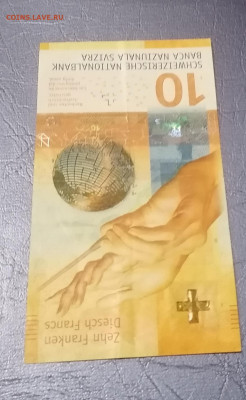 COINS.LAVE.RU
SCHWEIZERISCHE NATIONALBANK
BANCA NAZIUNALA SVIZRA
10
Zehn Franken
Diesch Francs